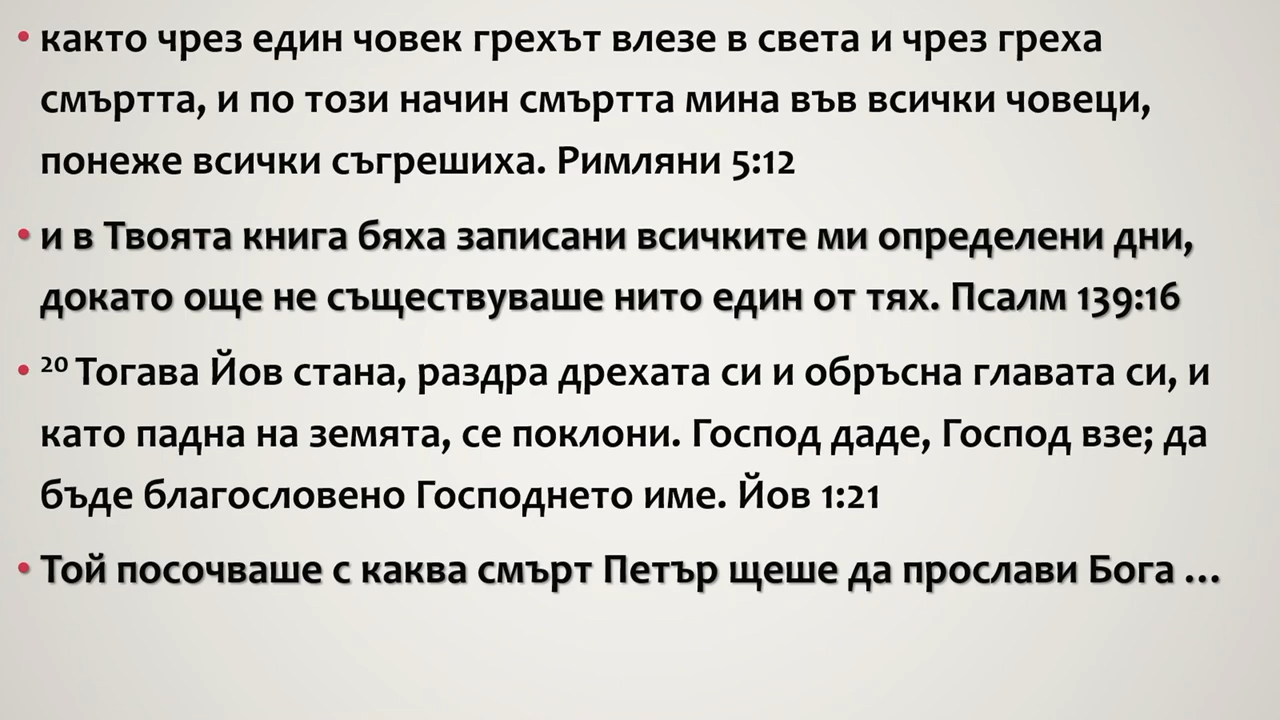 • както чрез един човек грехът влезе в света и чрез греха
смъртта, и по този начин смъртта мина във всички човеци,
понеже всички съгрешиха. Римляни 5:12
• и в Твоята книга бяха записани всичките ми определени дни,
докато още не съществуваше нито един от тях. Псалм 139:16
• ²⁰ Тогава Йов стана, раздра дрехата си и обръсна главата си, и
като падна на земята, се поклони. Господ даде, Господ взе; да
бъде благословено Господнето име. Йов 1:21
• Той посочваше с каква смърт Петър щеше да прослави Бога ...